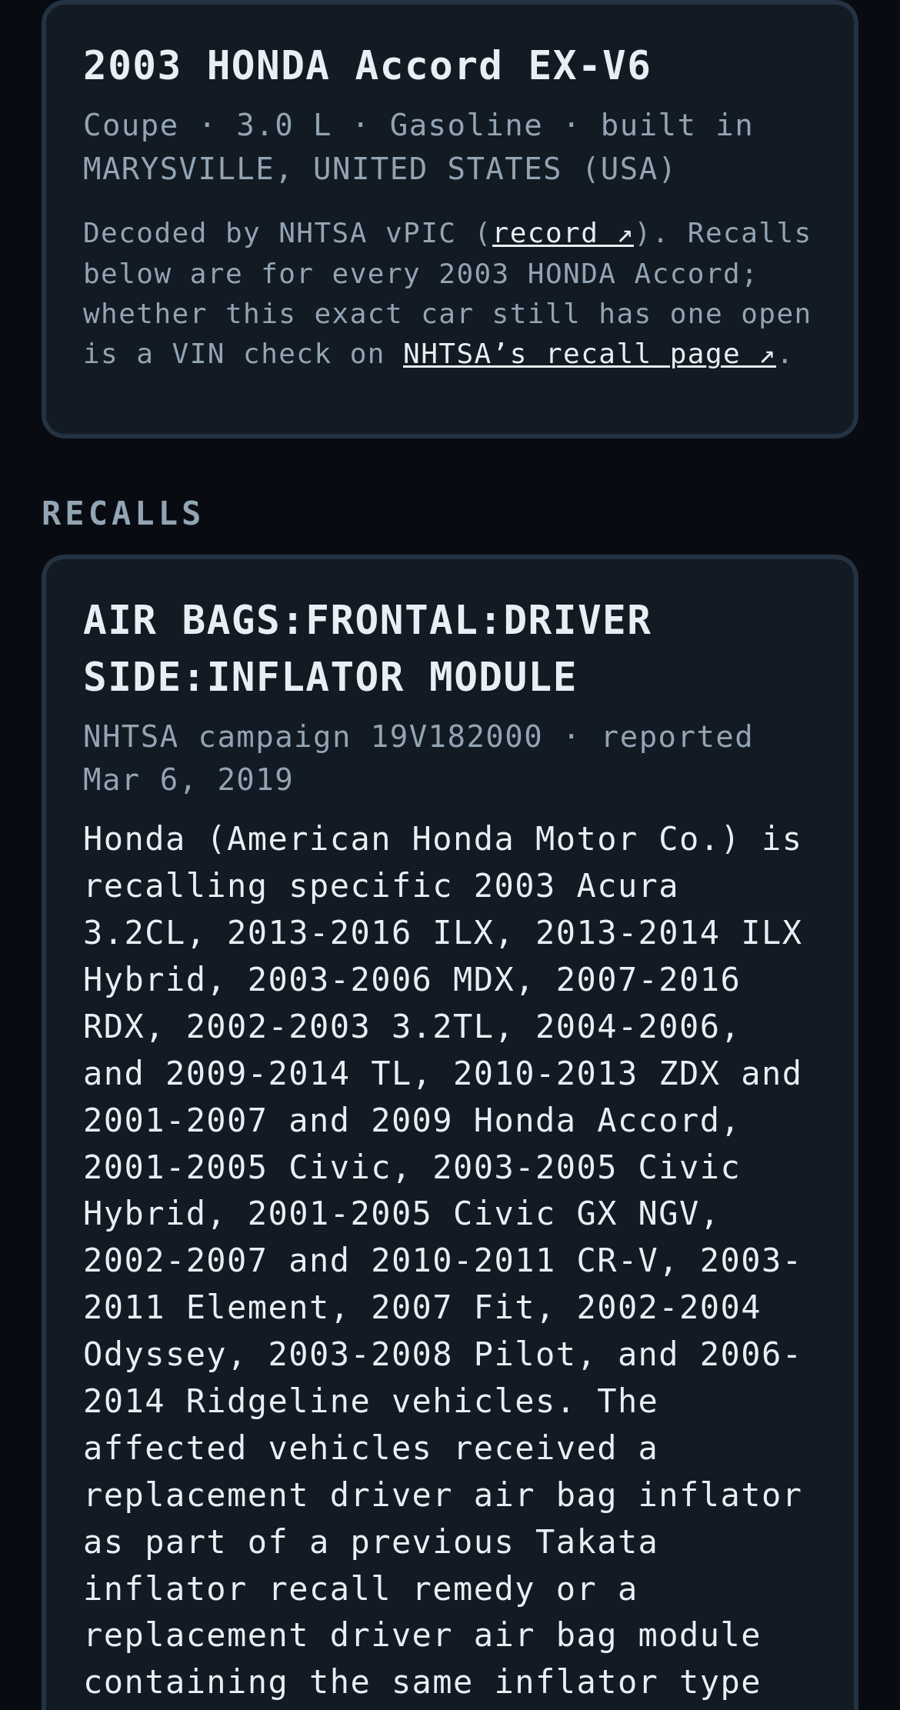 2003 HONDA Accord EX-V6
Coupe · 3.0 L · Gasoline · built in
MARYSVILLE, UNITED STATES (USA)
Decoded by NHTSA vPIC (record ↗). Recalls
below are for every 2003 HONDA Accord;
whether this exact car still has one open
is a VIN check on NHTSA’s recall page ↗.
RECALLS
AIR BAGS:FRONTAL:DRIVER
SIDE:INFLATOR MODULE
NHTSA campaign 19V182000 · reported
Mar 6, 2019
Honda (American Honda Motor Co.) is
recalling specific 2003 Acura
3.2CL, 2013-2016 ILX, 2013-2014 ILX
Hybrid, 2003-2006 MDX, 2007-2016
RDX, 2002-2003 3.2TL, 2004-2006,
and 2009-2014 TL, 2010-2013 ZDX and
2001-2007 and 2009 Honda Accord,
2001-2005 Civic, 2003-2005 Civic
Hybrid, 2001-2005 Civic GX NGV,
2002-2007 and 2010-2011 CR-V, 2003-
2011 Element, 2007 Fit, 2002-2004
Odyssey, 2003-2008 Pilot, and 2006-
2014 Ridgeline vehicles. The
affected vehicles received a
replacement driver air bag inflator
as part of a previous Takata
inflator recall remedy or a
replacement driver air bag module
containing the same inflator type